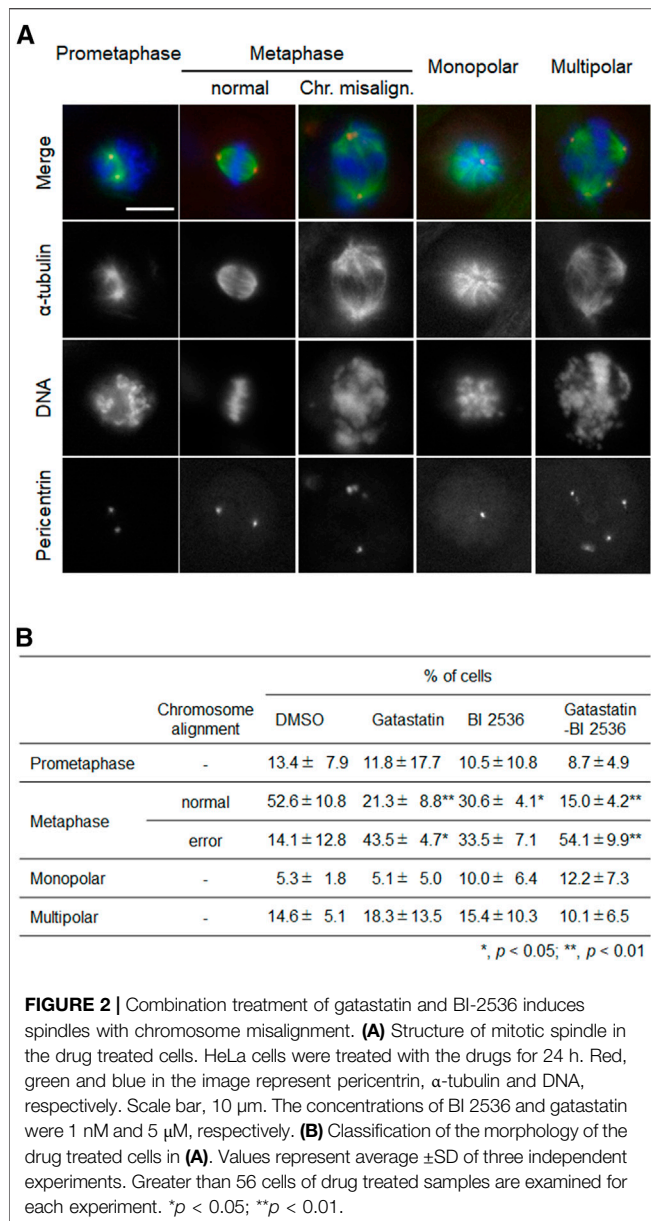 A
Prometaphase
Metaphase
Monopolar
Multipolar
normal
Chr. misalign.
Merge
α-tubulin
DNA
Pericentrin
B
% of cells
Chromosome alignment DMSO Gatastatin BI 2536 Gatastatin -BI 2536
Prometaphase - 13.4 ± 7.9 11.8 ± 17.7 10.5 ± 10.8 8.7 ± 4.9
Metaphase
normal 52.6 ± 10.8 21.3 ± 8.8** 30.6 ± 4.1* 15.0 ± 4.2**
error 14.1 ± 12.8 43.5 ± 4.7* 33.5 ± 7.1 54.1 ± 9.9**
Monopolar - 5.3 ± 1.8 5.1 ± 5.0 10.0 ± 6.4 12.2 ± 7.3
Multipolar - 14.6 ± 5.1 18.3 ± 13.5 15.4 ± 10.3 10.1 ± 6.5
*, p < 0.05; **, p < 0.01
FIGURE 2 | Combination treatment of gatastatin and BI-2536 induces
spindles with chromosome misalignment. (A) Structure of mitotic spindle in
the drug treated cells. HeLa cells were treated with the drugs for 24 h. Red,
green and blue in the image represent pericentrin, α-tubulin and DNA,
respectively. Scale bar, 10 μm. The concentrations of BI 2536 and gatastatin
were 1 nM and 5 μM, respectively. (B) Classification of the morphology of the
drug treated cells in (A). Values represent average ±SD of three independent
experiments. Greater than 56 cells of drug treated samples are examined for
each experiment. *p < 0.05; **p < 0.01.